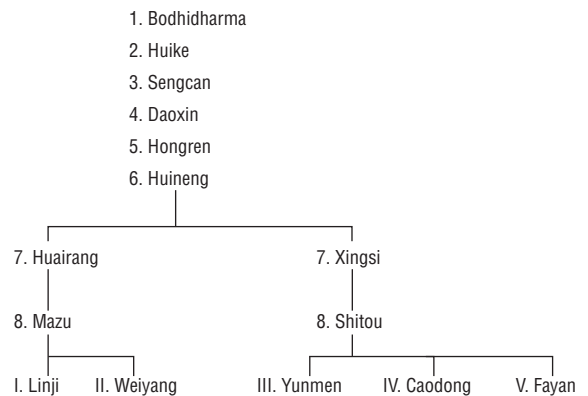 1. Bodhidharma
2. Huike
3. Sengcan
4. Daoxin
5. Hongren
6. Huineng
7. Huairang 7. Xingsi
8. Mazu 8. Shitou
I. Linji II. Weiyang III. Yunmen IV. Caodong V. Fayan